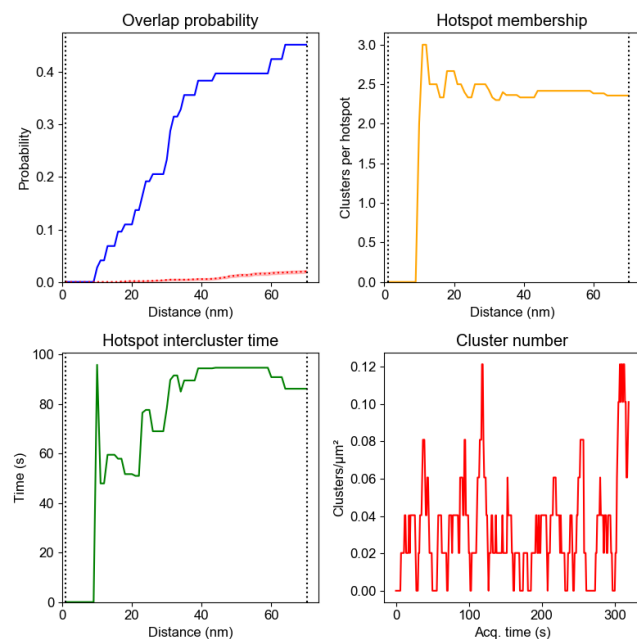 Overlap probability
Probability
0.4
0.3
0.2
0.1
0.0
0 20 40 60
Distance (nm)
Hotspot membership
Clusters per hotspot
3.0
2.5
2.0
1.5
1.0
0.5
0.0
0 20 40 60
Distance (nm)
Hotspot intercluster time
Time (s)
100
80
60
40
20
0
0 20 40 60
Distance (nm)
Cluster number
Clusters/µm²
0.12
0.10
0.08
0.06
0.04
0.02
0.00
0 100 200 300
Acq. time (s)